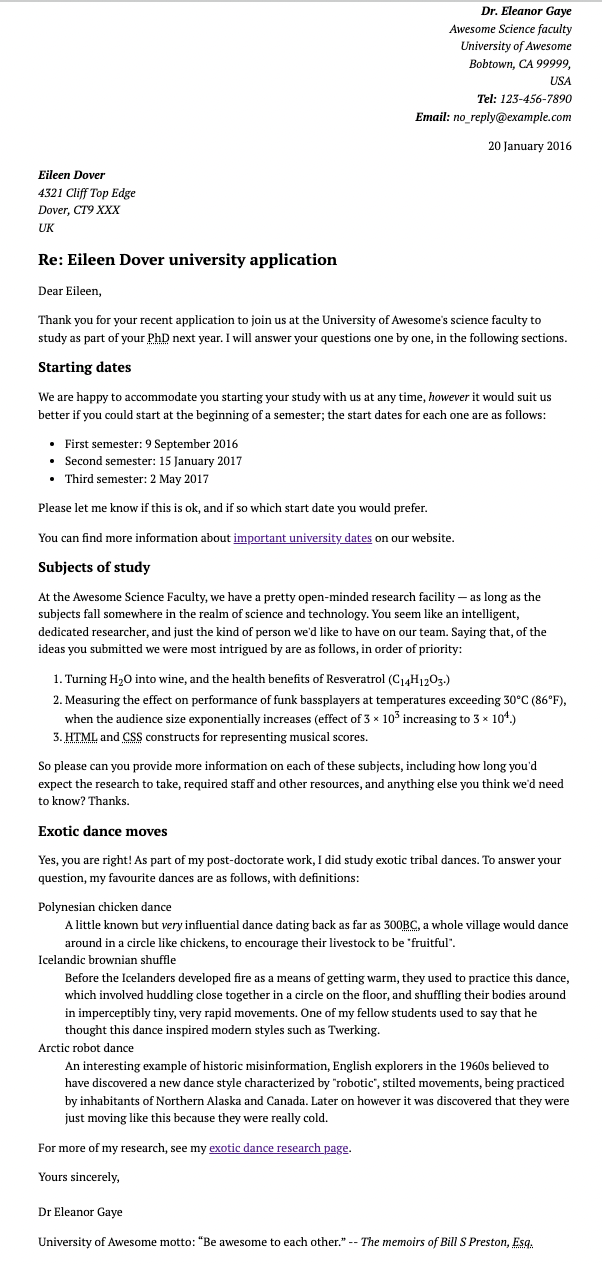 Dr. Eleanor Gaye
Awesome Science faculty
University of Awesome
Bobtown, CA 99999,
USA
Tel: 123-456-7890
Email: no_reply@example.com
20 January 2016
Eileen Dover
4321 Cliff Top Edge
Dover, CT9 XXX
UK
Re: Eileen Dover university application
Dear Eileen,
Thank you for your recent application to join us at the University of Awesome's science faculty to
study as part of your PhD next year. I will answer your questions one by one, in the following sections.
Starting dates
We are happy to accommodate you starting your study with us at any time, however it would suit us
better if you could start at the beginning of a semester; the start dates for each one are as follows:
• First semester: 9 September 2016
• Second semester: 15 January 2017
• Third semester: 2 May 2017
Please let me know if this is ok, and if so which start date you would prefer.
You can find more information about important university dates on our website.
Subjects of study
At the Awesome Science Faculty, we have a pretty open-minded research facility — as long as the
subjects fall somewhere in the realm of science and technology. You seem like an intelligent,
dedicated researcher, and just the kind of person we'd like to have on our team. Saying that, of the
ideas you submitted we were most intrigued by are as follows, in order of priority:
1. Turning H₂O into wine, and the health benefits of Resveratrol (C₁₄H₁₂O₃.)
2. Measuring the effect on performance of funk bassplayers at temperatures exceeding 30°C (86°F),
when the audience size exponentially increases (effect of 3 × 10³ increasing to 3 × 10⁴.)
3. HTML and CSS constructs for representing musical scores.
So please can you provide more information on each of these subjects, including how long you'd
expect the research to take, required staff and other resources, and anything else you think we'd need
to know? Thanks.
Exotic dance moves
Yes, you are right! As part of my post-doctorate work, I did study exotic tribal dances. To answer your
question, my favourite dances are as follows, with definitions:
Polynesian chicken dance
A little known but very influential dance dating back as far as 300BC, a whole village would dance
around in a circle like chickens, to encourage their livestock to be "fruitful".
Icelandic brownian shuffle
Before the Icelanders developed fire as a means of getting warm, they used to practice this dance,
which involved huddling close together in a circle on the floor, and shuffling their bodies around
in imperceptibly tiny, very rapid movements. One of my fellow students used to say that he
thought this dance inspired modern styles such as Twerking.
Arctic robot dance
An interesting example of historic misinformation, English explorers in the 1960s believed to
have discovered a new dance style characterized by "robotic", stilted movements, being practiced
by inhabitants of Northern Alaska and Canada. Later on however it was discovered that they were
just moving like this because they were really cold.
For more of my research, see my exotic dance research page.
Yours sincerely,
Dr Eleanor Gaye
University of Awesome motto: “Be awesome to each other.” -- The memoirs of Bill S Preston, Esq.